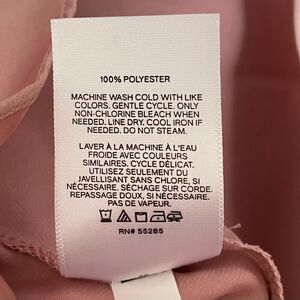 100% POLYESTER
MACHINE WASH COLD WITH LIKE
COLORS. GENTLE CYCLE. ONLY
NON-CHLORINE BLEACH WHEN
NEEDED. LINE DRY. COOL IRON IF
NEEDED. DO NOT STEAM.
LAVER À LA MACHINE À L'EAU
FROIDE AVEC COULEURS
SIMILAIRES. CYCLE DÉLICAT.
UTILISEZ SEULEMENT DU
JAVELLISANT SANS CHLORE, SI
NÉCESSAIRE. SÉCHAGE SUR CORDE.
REPASSAGE DOUX, SI NÉCESSAIRE.
PAS DE VAPEUR.
RN# 55285